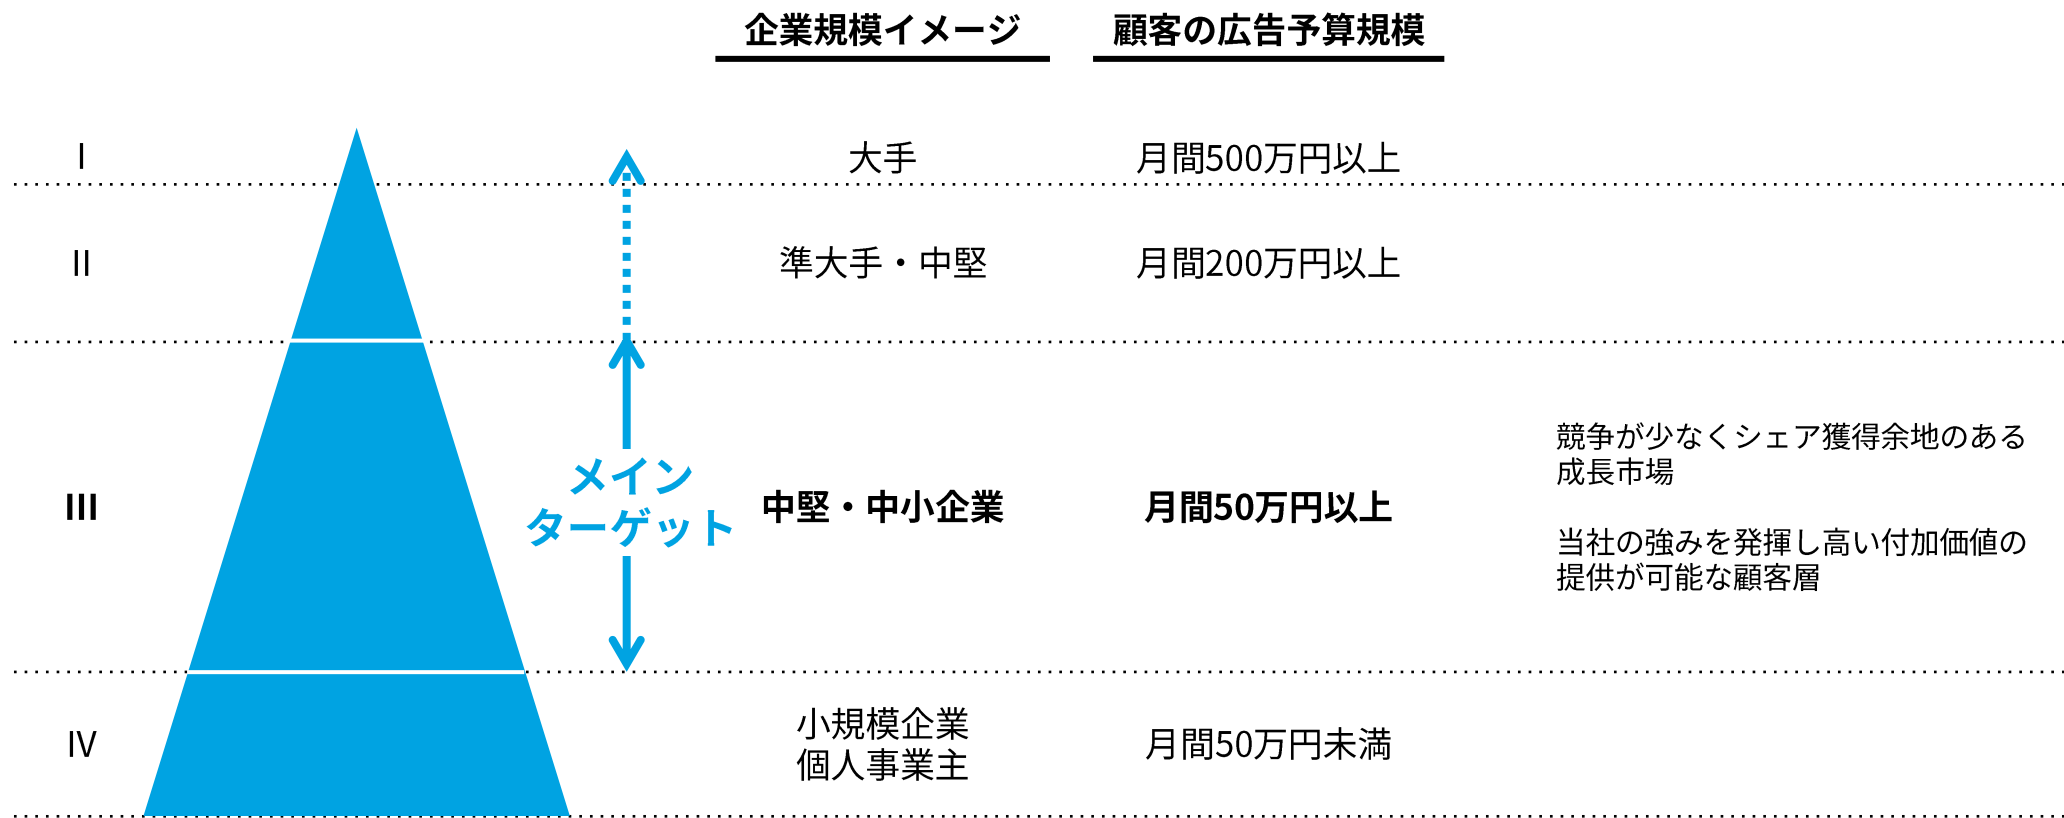 企業規模イメージ
顧客の広告予算規模
I
大手
月間500万円以上
II
準大手・中堅
月間200万円以上
III
メイン
ターゲット
中堅・中小企業
月間50万円以上
競争が少なくシェア獲得余地のある
成長市場
当社の強みを発揮し高い付加価値の
提供が可能な顧客層
IV
小規模企業
個人事業主
月間50万円未満